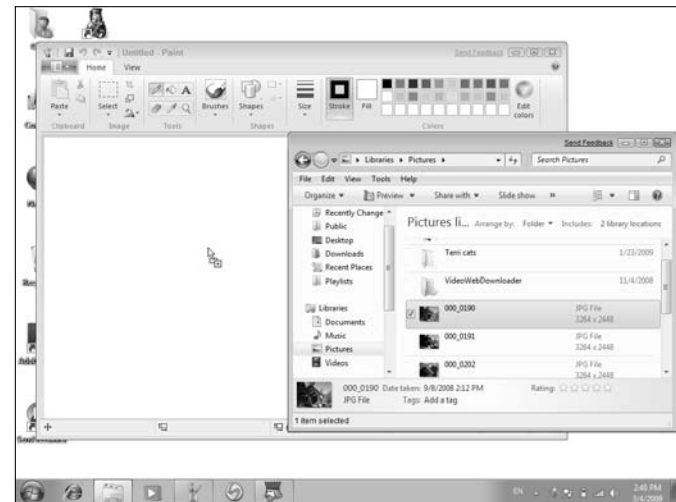 Untitled - Paint
Send Feedback
Home View
Paste
Select
Brushes
Shapes
Size
Stroke
Fill
Edit colors
Clipboard
Image
Tools
Shapes
Colors
Send Feedback
Libraries Pictures
Search Pictures
File Edit View Tools Help
Organize Preview Share with Slide show »
Recently Change
Public
Desktop
Downloads
Recent Places
Playlists
Libraries
Documents
Music
Pictures
Videos
Pictures li... Arrange by: Folder Includes: 2 library locations
Terri cats 1/23/2009
VideoWebDownloader 11/4/2008
000_0190 JPG File
3264 x 2448
000_0191 JPG File
3264 x 2448
000_0202 JPG File
3264 x 2448
000_0190 Date taken: 9/8/2008 2:12 PM Rating:
JPG File Tags: Add a tag
1 item selected
EN
2:40 PM
3/4/2009